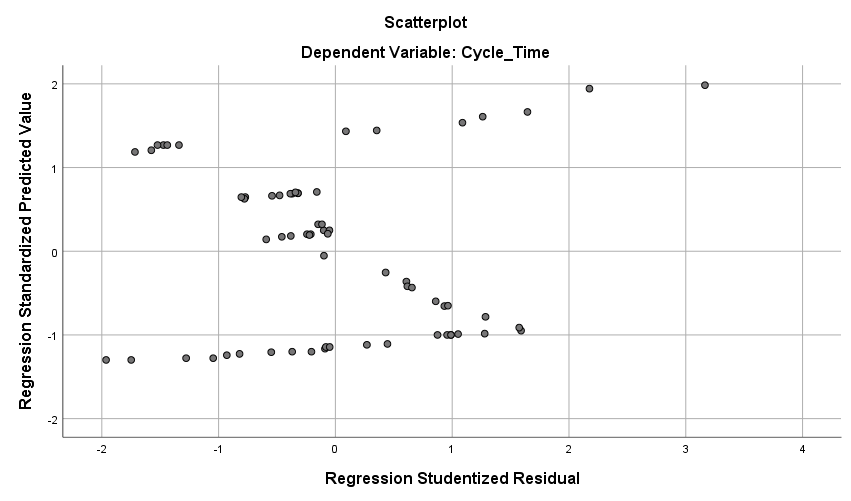 Scatterplot
Dependent Variable: Cycle_Time
Regression Standardized Predicted Value
2
1
0
-1
-2
-2 -1 0 1 2 3 4
Regression Studentized Residual